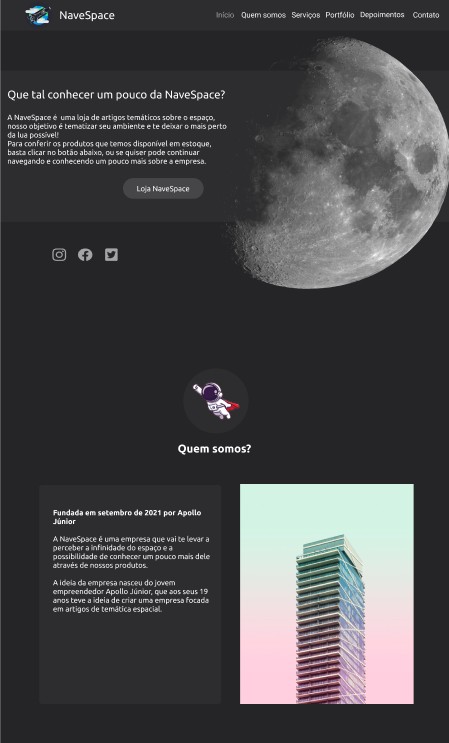 NaveSpace
Início Quem somos Serviços Portfólio Depoimentos Contato
Que tal conhecer um pouco da NaveSpace?
A NaveSpace é uma loja de artigos temáticos sobre o espaço,
nosso objetivo é tematizar seu ambiente e te deixar o mais perto
da lua possível!
Para conferir os produtos que temos disponível em estoque,
basta clicar no botão abaixo, ou se quiser pode continuar
navegando e conhecendo um pouco mais sobre a empresa.
Loja NaveSpace
Quem somos?
Fundada em setembro de 2021 por Apollo
Júnior
A NaveSpace é uma empresa que vai te levar a
perceber a infinidade do espaço e a
possibilidade de conhecer um pouco mais dele
através de nossos produtos.
A ideia da empresa nasceu do jovem
empreendedor Apollo Júnior, que aos seus 19
anos teve a ideia de criar uma empresa focada
em artigos de temática espacial.